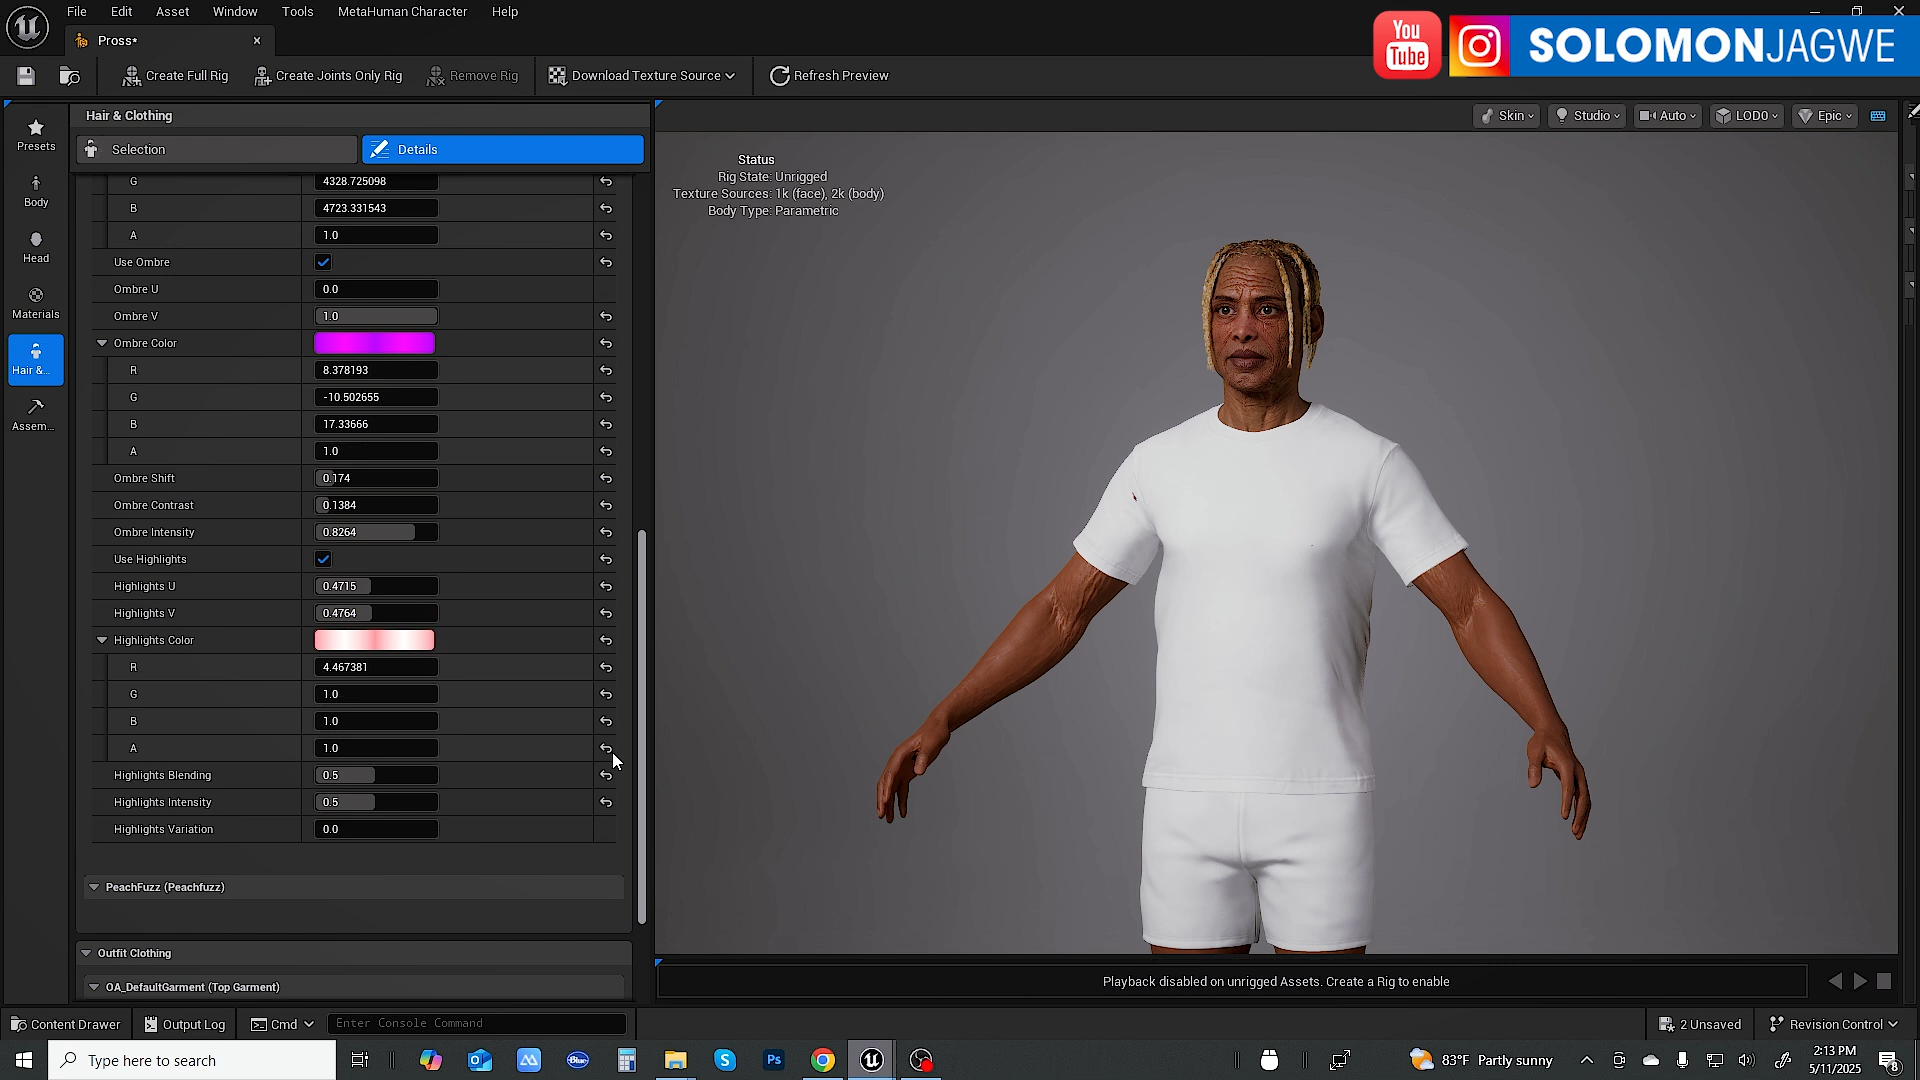 File Edit Asset Window Tools MetaHuman Character Help
You Tube
SOLOMONJAGWE
Pross*
Create Full Rig Create Joints Only Rig Remove Rig Download Texture Source Refresh Preview
Hair & Clothing
Selection Details
Presets
Body
Head
Materials
Hair &...
Assem...
G 4328.725098
B 4723.331543
A 1.0
Use Ombre
Ombre U 0.0
Ombre V 1.0
Ombre Color
R 8.378193
G -10.502655
B 17.33666
A 1.0
Ombre Shift 0.174
Ombre Contrast 0.1384
Ombre Intensity 0.8264
Use Highlights
Highlights U 0.4715
Highlights V 0.4764
Highlights Color
R 4.467381
G 1.0
B 1.0
A 1.0
Highlights Blending 0.5
Highlights Intensity 0.5
Highlights Variation 0.0
PeachFuzz (Peachfuzz)
Outfit Clothing
OA_DefaultGarment (Top Garment)
Skin Studio Auto LOD0 Epic
Status
Rig State: Unrigged
Texture Sources: 1k (face), 2k (body)
Body Type: Parametric
Playback disabled on unrigged Assets. Create a Rig to enable
Content Drawer Output Log Cmd Enter Console Command 2 Unsaved Revision Control
Type here to search
Blue
Ps
83°F Partly sunny
2:13 PM
5/11/2025
8